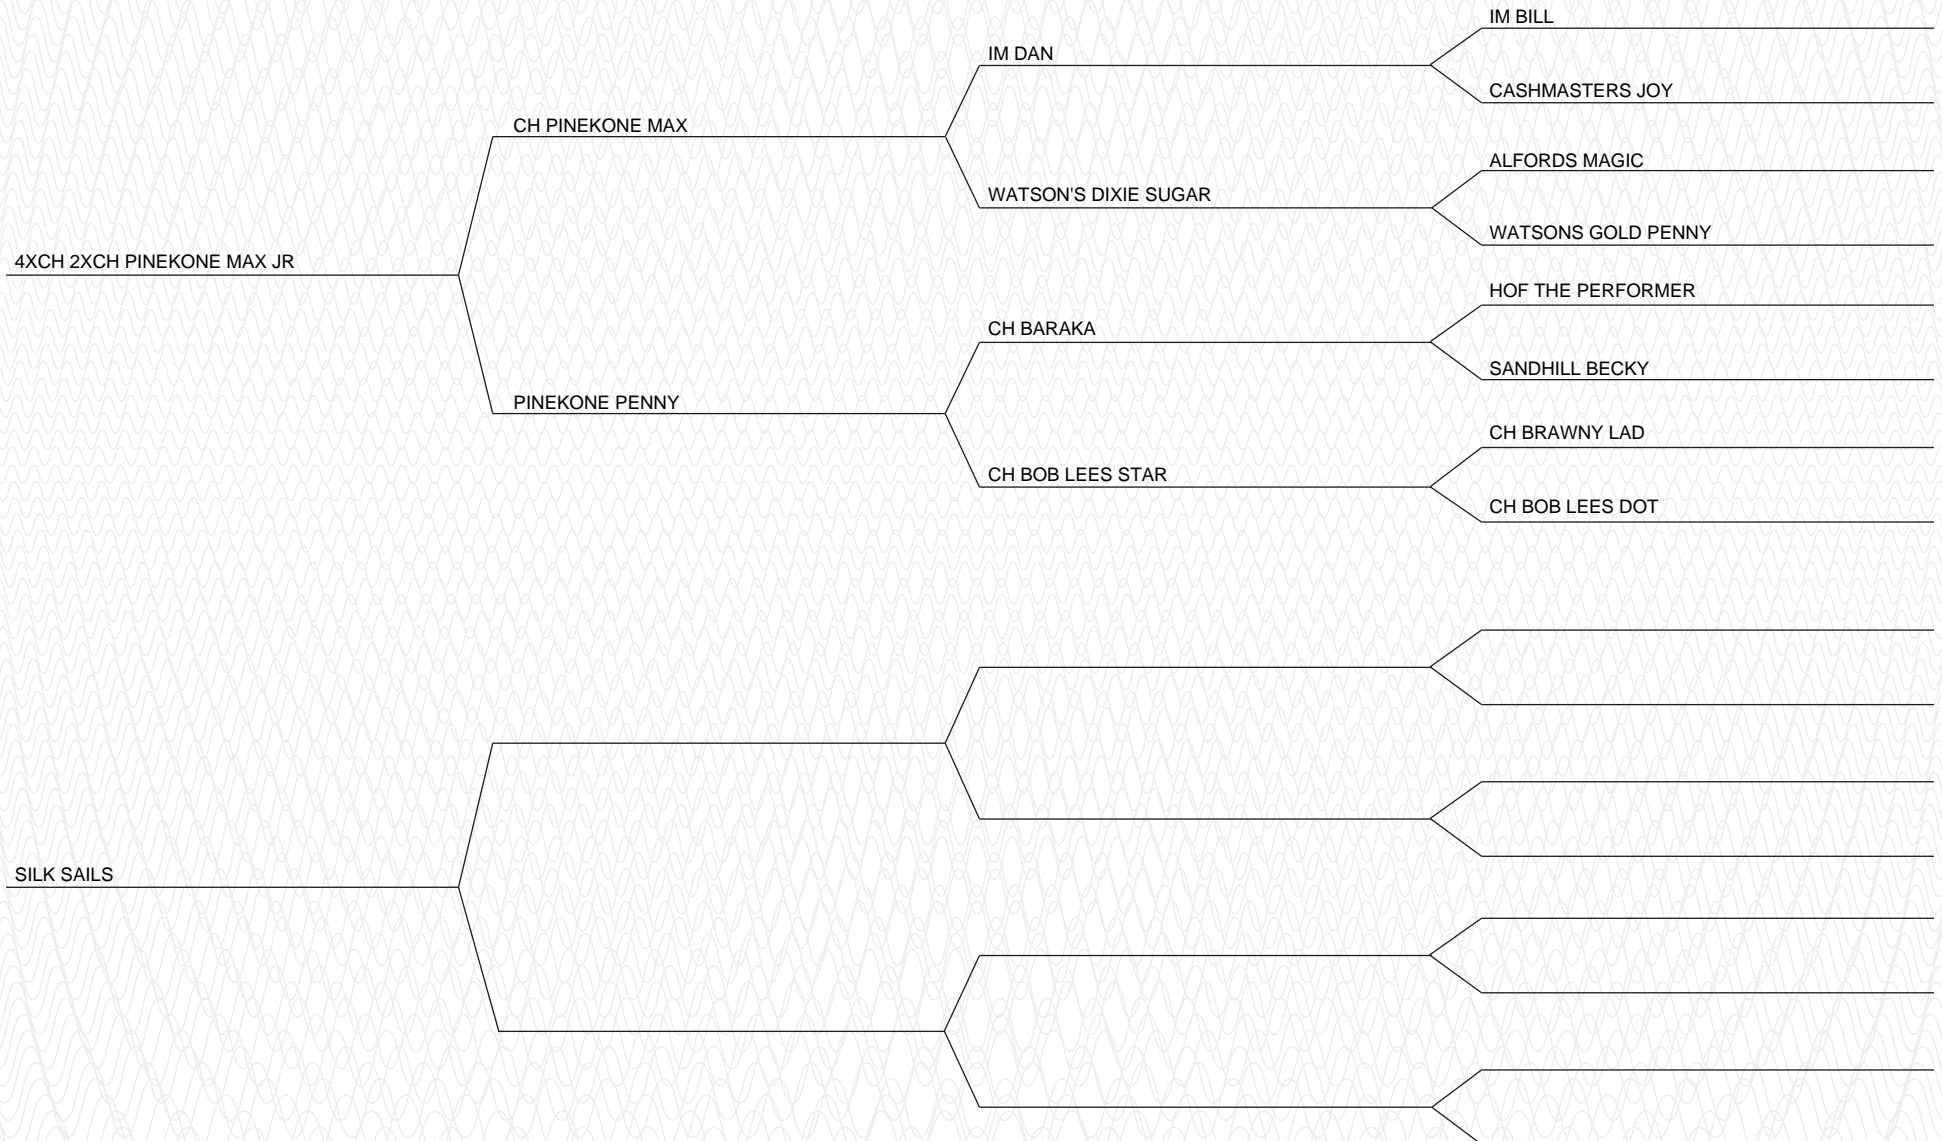 IM BILL
IM DAN
CASHMASTERS JOY
CH PINEKONE MAX
ALFORDS MAGIC
WATSON'S DIXIE SUGAR
WATSONS GOLD PENNY
4XCH 2XCH PINEKONE MAX JR
HOF THE PERFORMER
CH BARAKA
SANDHILL BECKY
PINEKONE PENNY
CH BRAWNY LAD
CH BOB LEES STAR
CH BOB LEES DOT
SILK SAILS